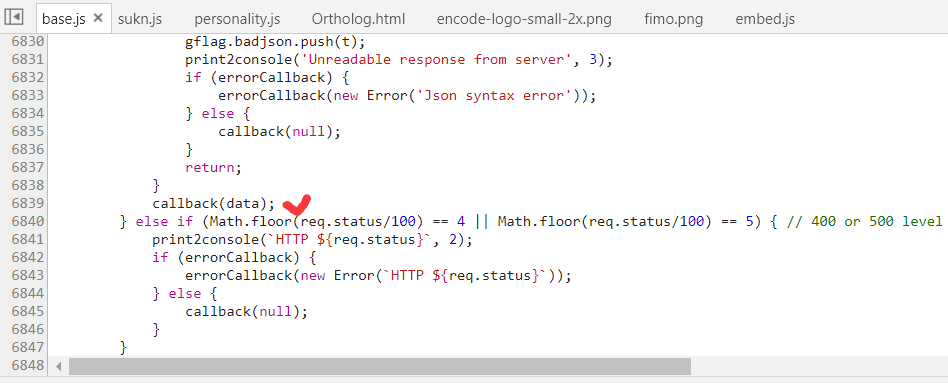 base.js × sukn.js personality.js Ortholog.html encode-logo-small-2x.png fimo.png embed.js
6830 gflag.badjson.push(t);
6831 print2console('Unreadable response from server', 3);
6832 if (errorCallback) {
6833 errorCallback(new Error('Json syntax error'));
6834 } else {
6835 callback(null);
6836 }
6837 return;
6838 }
6839 callback(data);
6840 } else if (Math.floor(req.status/100) == 4 || Math.floor(req.status/100) == 5) { // 400 or 500 level
6841 print2console(`HTTP ${req.status}`, 2);
6842 if (errorCallback) {
6843 errorCallback(new Error(`HTTP ${req.status}`));
6844 } else {
6845 callback(null);
6846 }
6847 }
6848